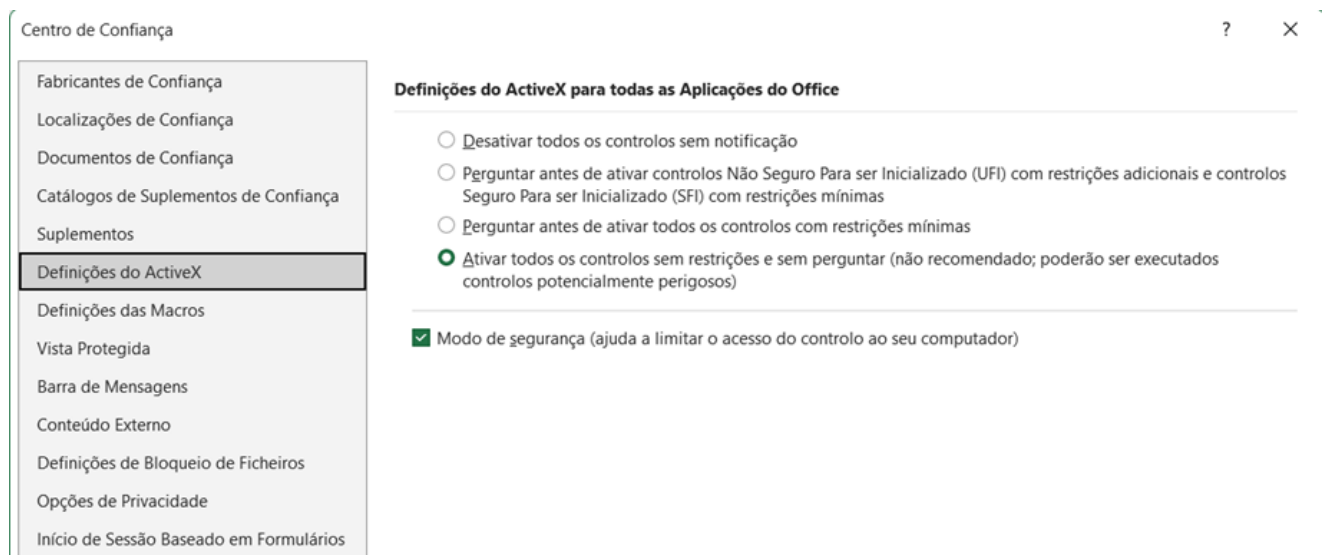 Centro de Confiança
?
Fabricantes de Confiança
Localizações de Confiança
Documentos de Confiança
Catálogos de Suplementos de Confiança
Suplementos
Definições do ActiveX
Definições das Macros
Vista Protegida
Barra de Mensagens
Conteúdo Externo
Definições de Bloqueio de Ficheiros
Opções de Privacidade
Início de Sessão Baseado em Formulários
Definições do ActiveX para todas as Aplicações do Office
Desativar todos os controlos sem notificação
Perguntar antes de ativar controlos Não Seguro Para ser Inicializado (UFI) com restrições adicionais e controlos
Seguro Para ser Inicializado (SFI) com restrições mínimas
Perguntar antes de ativar todos os controlos com restrições mínimas
Ativar todos os controlos sem restrições e sem perguntar (não recomendado; poderão ser executados
controlos potencialmente perigosos)
Modo de segurança (ajuda a limitar o acesso do controlo ao seu computador)